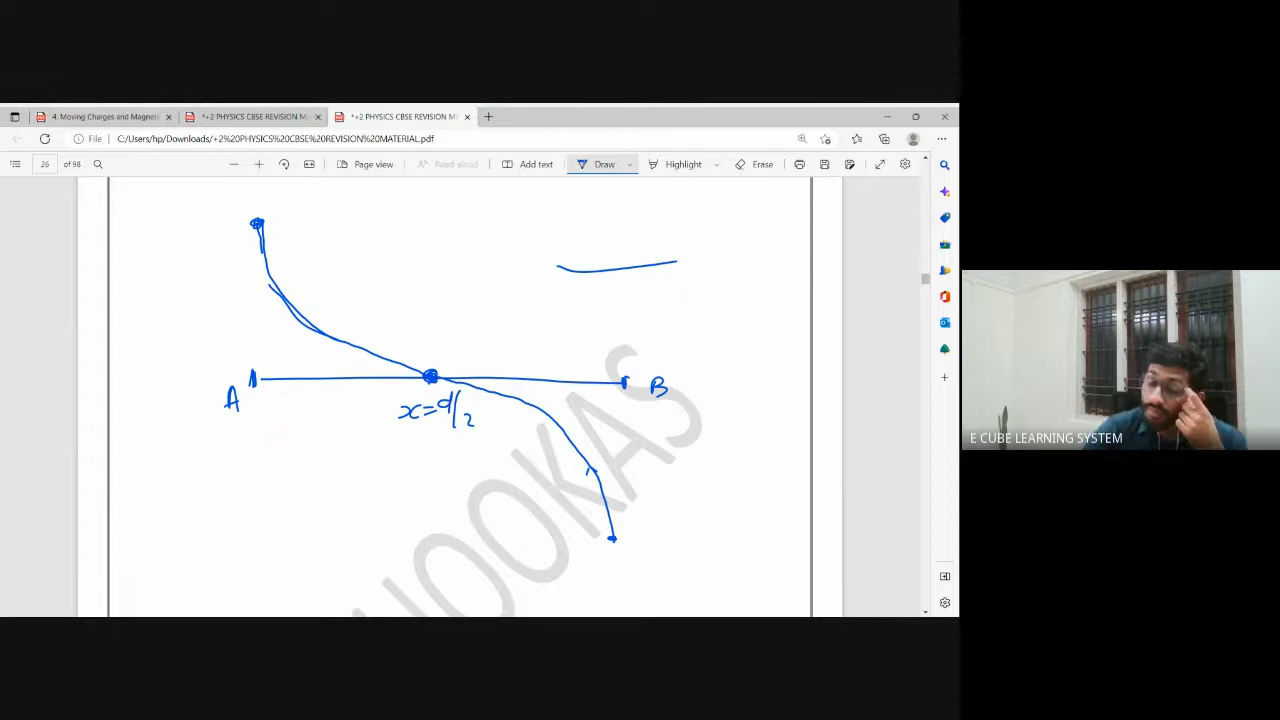 4. Moving Charges and Magnet
*+2 PHYSICS CBSE REVISION M
*+2 PHYSICS CBSE REVISION M
File
C:/Users/hp/Downloads/+2%20PHYSICS%20CBSE%20REVISION%20MATERIAL.pdf
26 of 98
Page view
Read aloud
Add text
Draw
Highlight
Erase
A
x=d/2
B
HOOKAS
E CUBE LEARNING SYSTEM